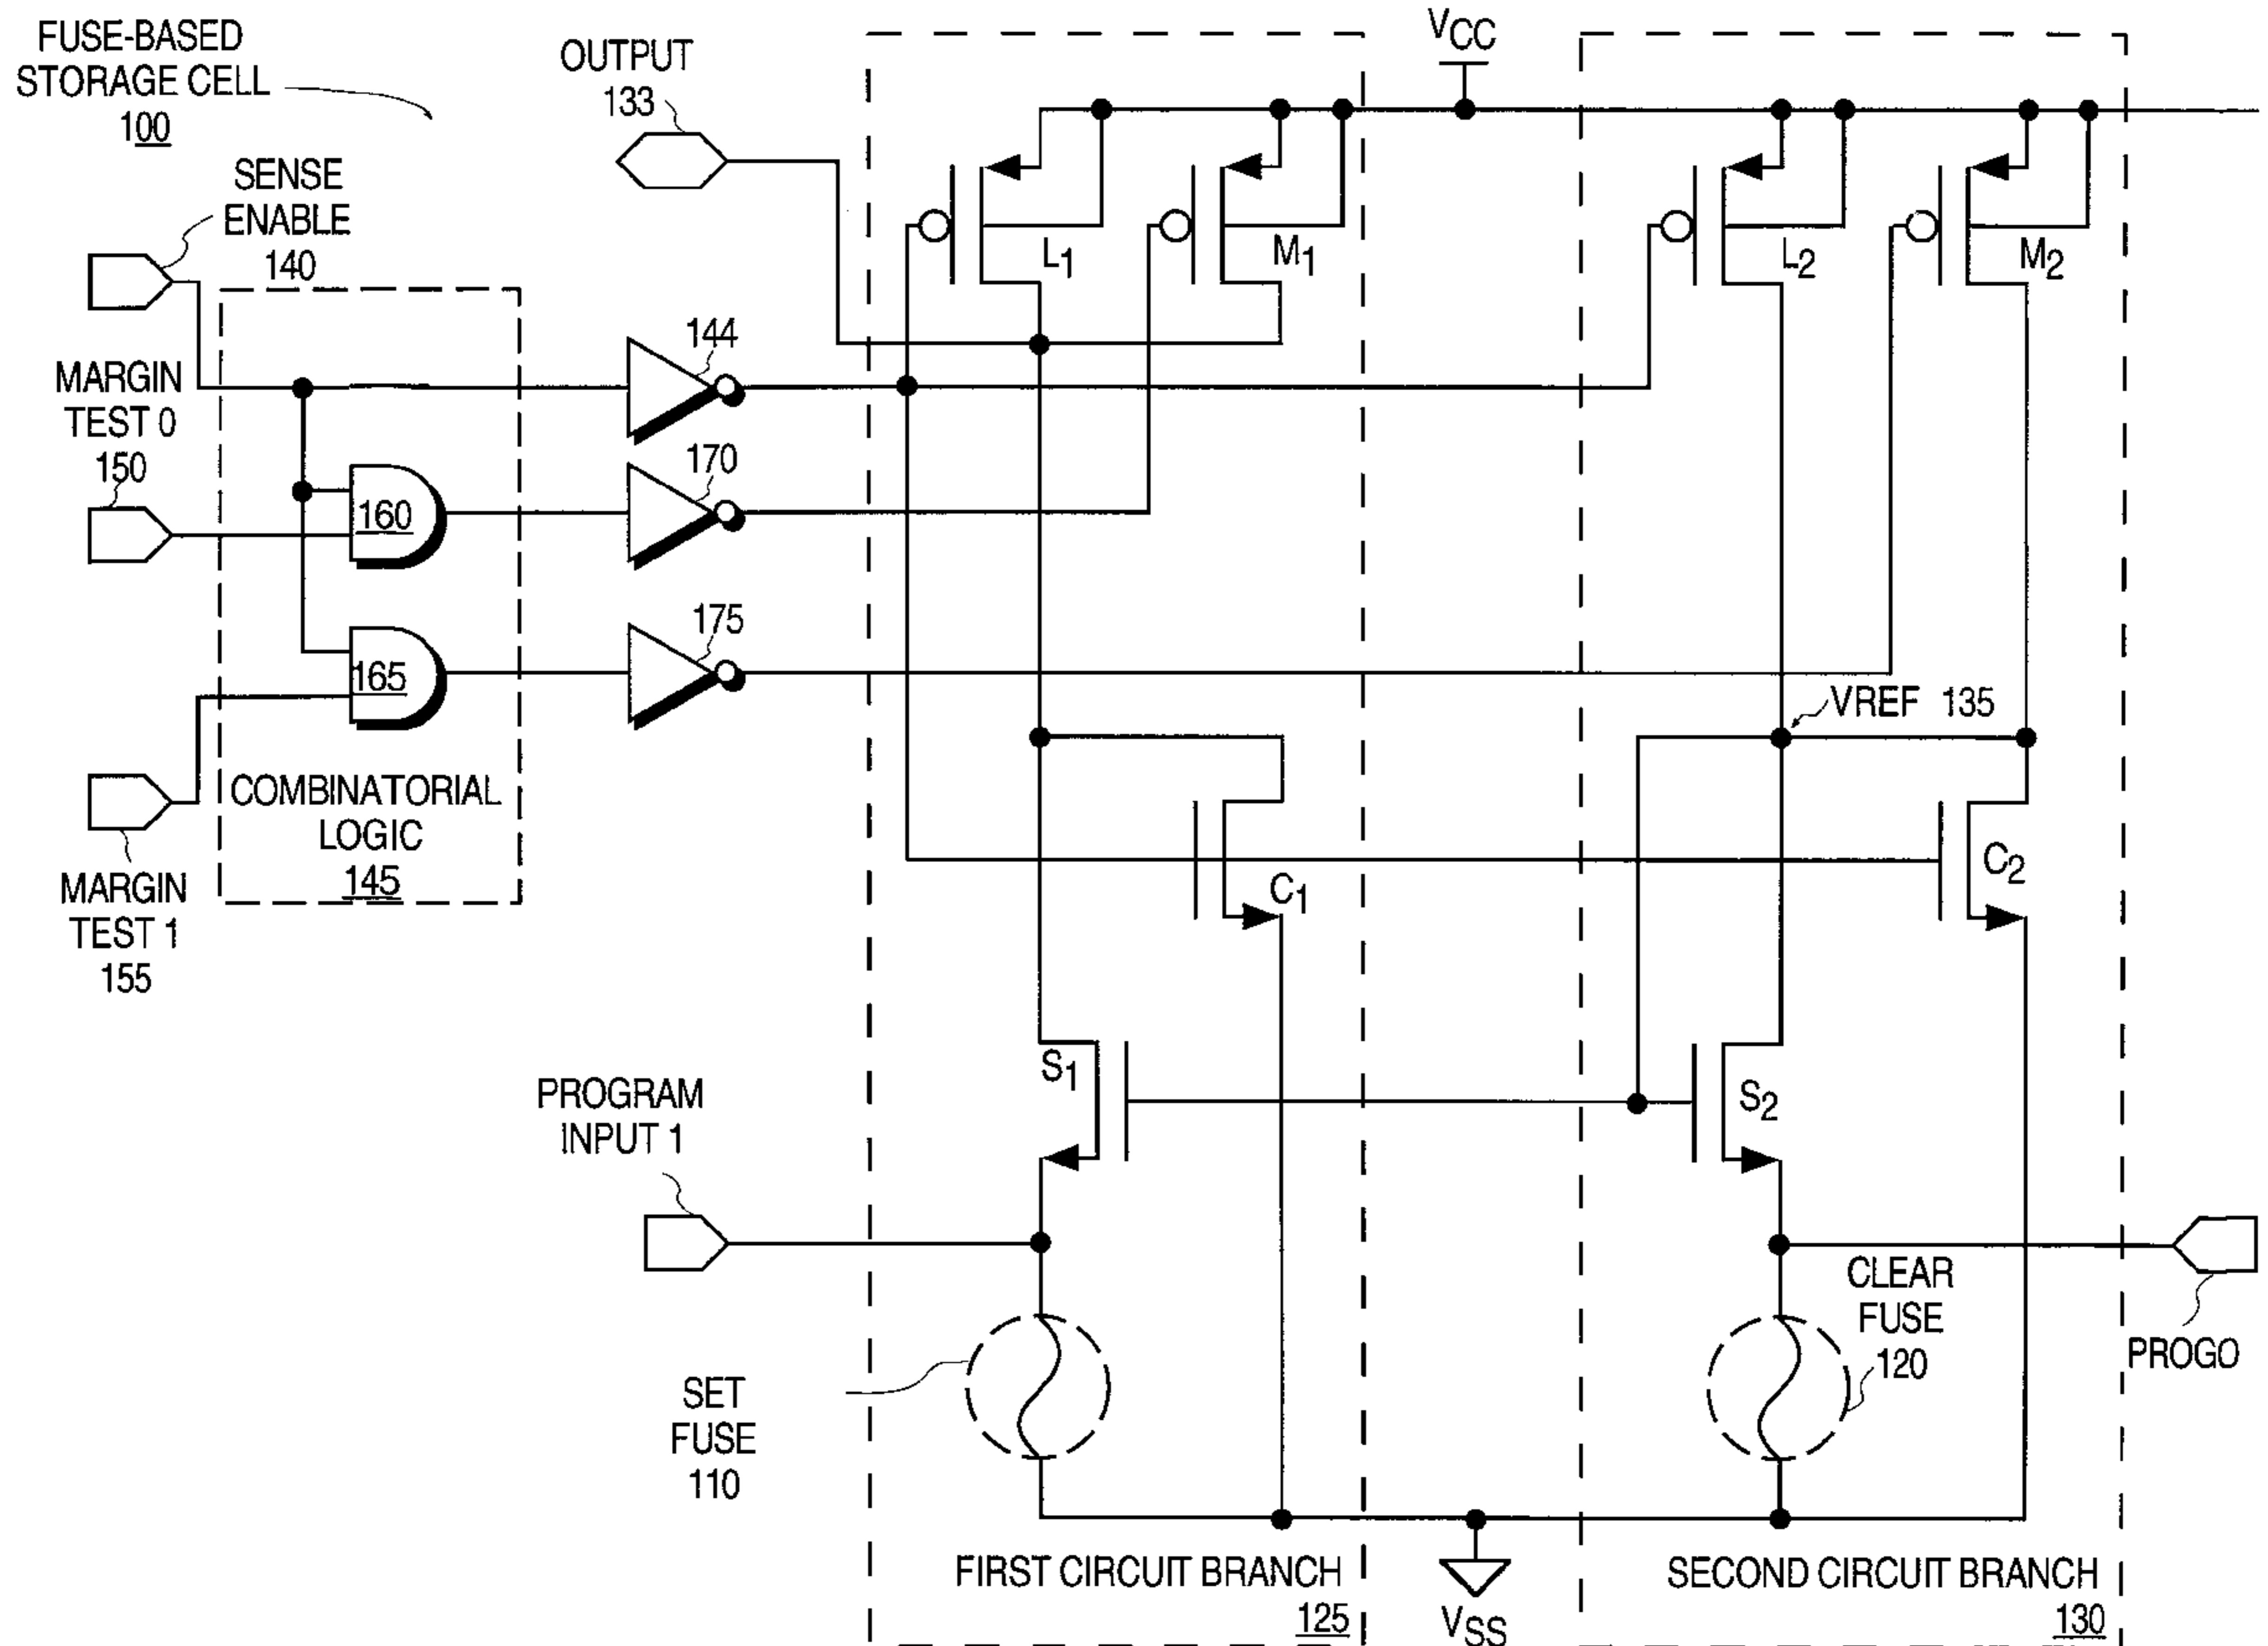 FUSE-BASED
STORAGE CELL
100
OUTPUT
133
VCC
SENSE
ENABLE
140
L1
M1
L2
M2
MARGIN
TEST 0
150
144
170
160
175
165
VREF 135
COMBINATORIAL
LOGIC
145
MARGIN
TEST 1
155
C1
C2
S1
S2
PROGRAM
INPUT 1
CLEAR
FUSE
120
PROGO
SET
FUSE
110
FIRST CIRCUIT BRANCH
125
VSS
SECOND CIRCUIT BRANCH
130